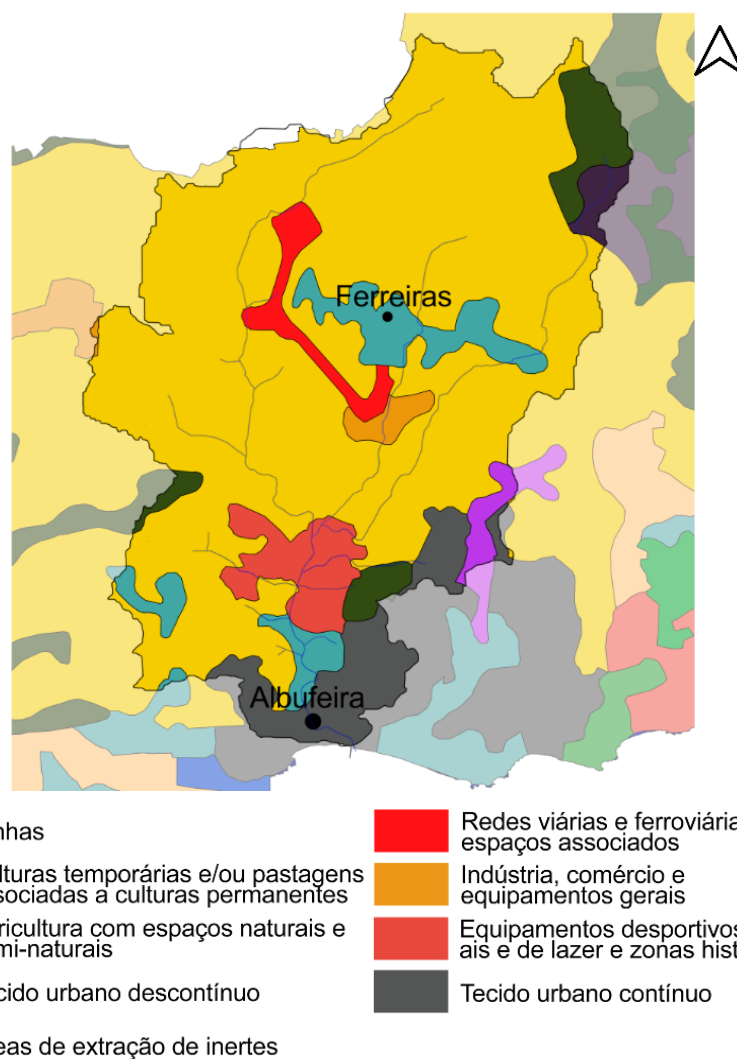 Ferreiras
Albufeira
nhas
lturas temporárias e/ou pastagens
sociadas a culturas permanentes
ricultura com espaços naturais e
mi-naturais
cido urbano descontínuo
eas de extração de inertes
Redes viárias e ferroviária
espaços associados
Indústria, comércio e
equipamentos gerais
Equipamentos desportivos
ais e de lazer e zonas hist
Tecido urbano contínuo